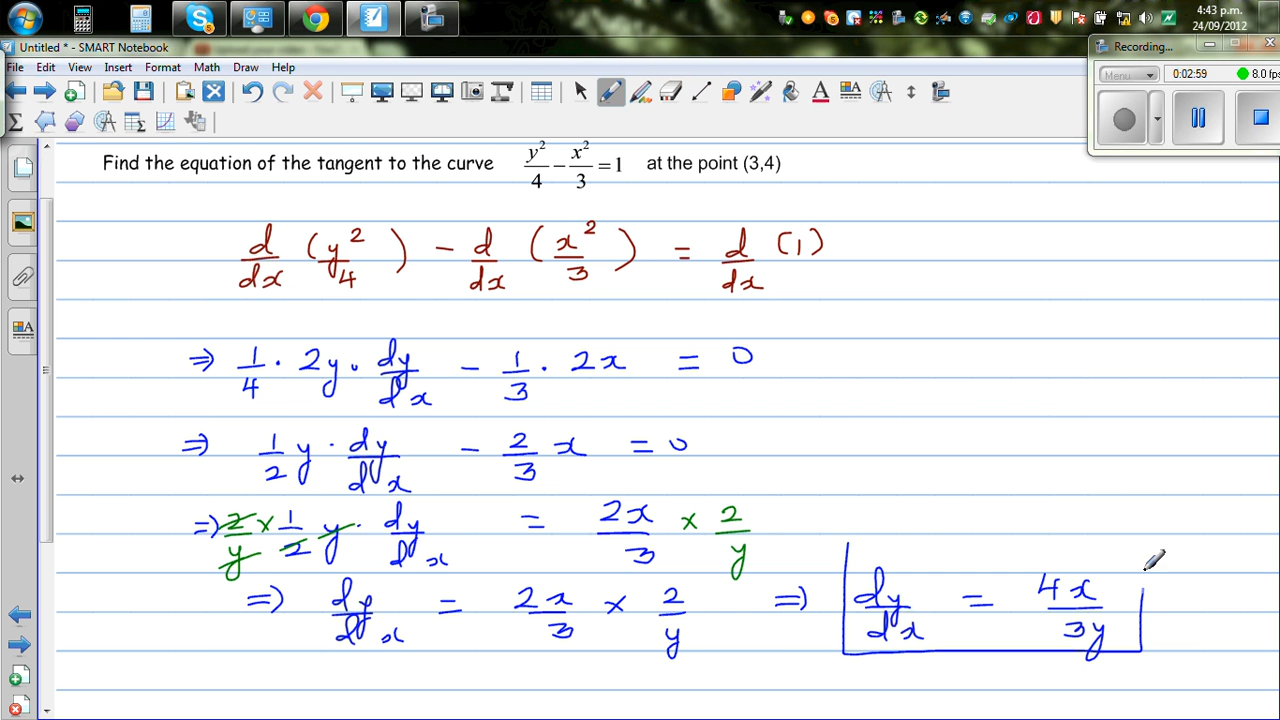 4:43 p.m.
24/09/2012
Untitled * - SMART Notebook
Recording...
File Edit View Insert Format Math Draw Help
Menu
0:02:59
8.0 fps
Find the equation of the tangent to the curve y²/4 − x²/3 = 1 at the point (3,4)
d/dx (y²/4) − d/dx (x²/3) = d/dx (1)
⇒ 1/4 · 2y · dy/dx − 1/3 · 2x = 0
⇒ 1/2 y · dy/dx − 2/3 x = 0
⇒ 2/y × 1/2 y · dy/dx = 2x/3 × 2/y
⇒ dy/dx = 2x/3 × 2/y ⇒ dy/dx = 4x/3y